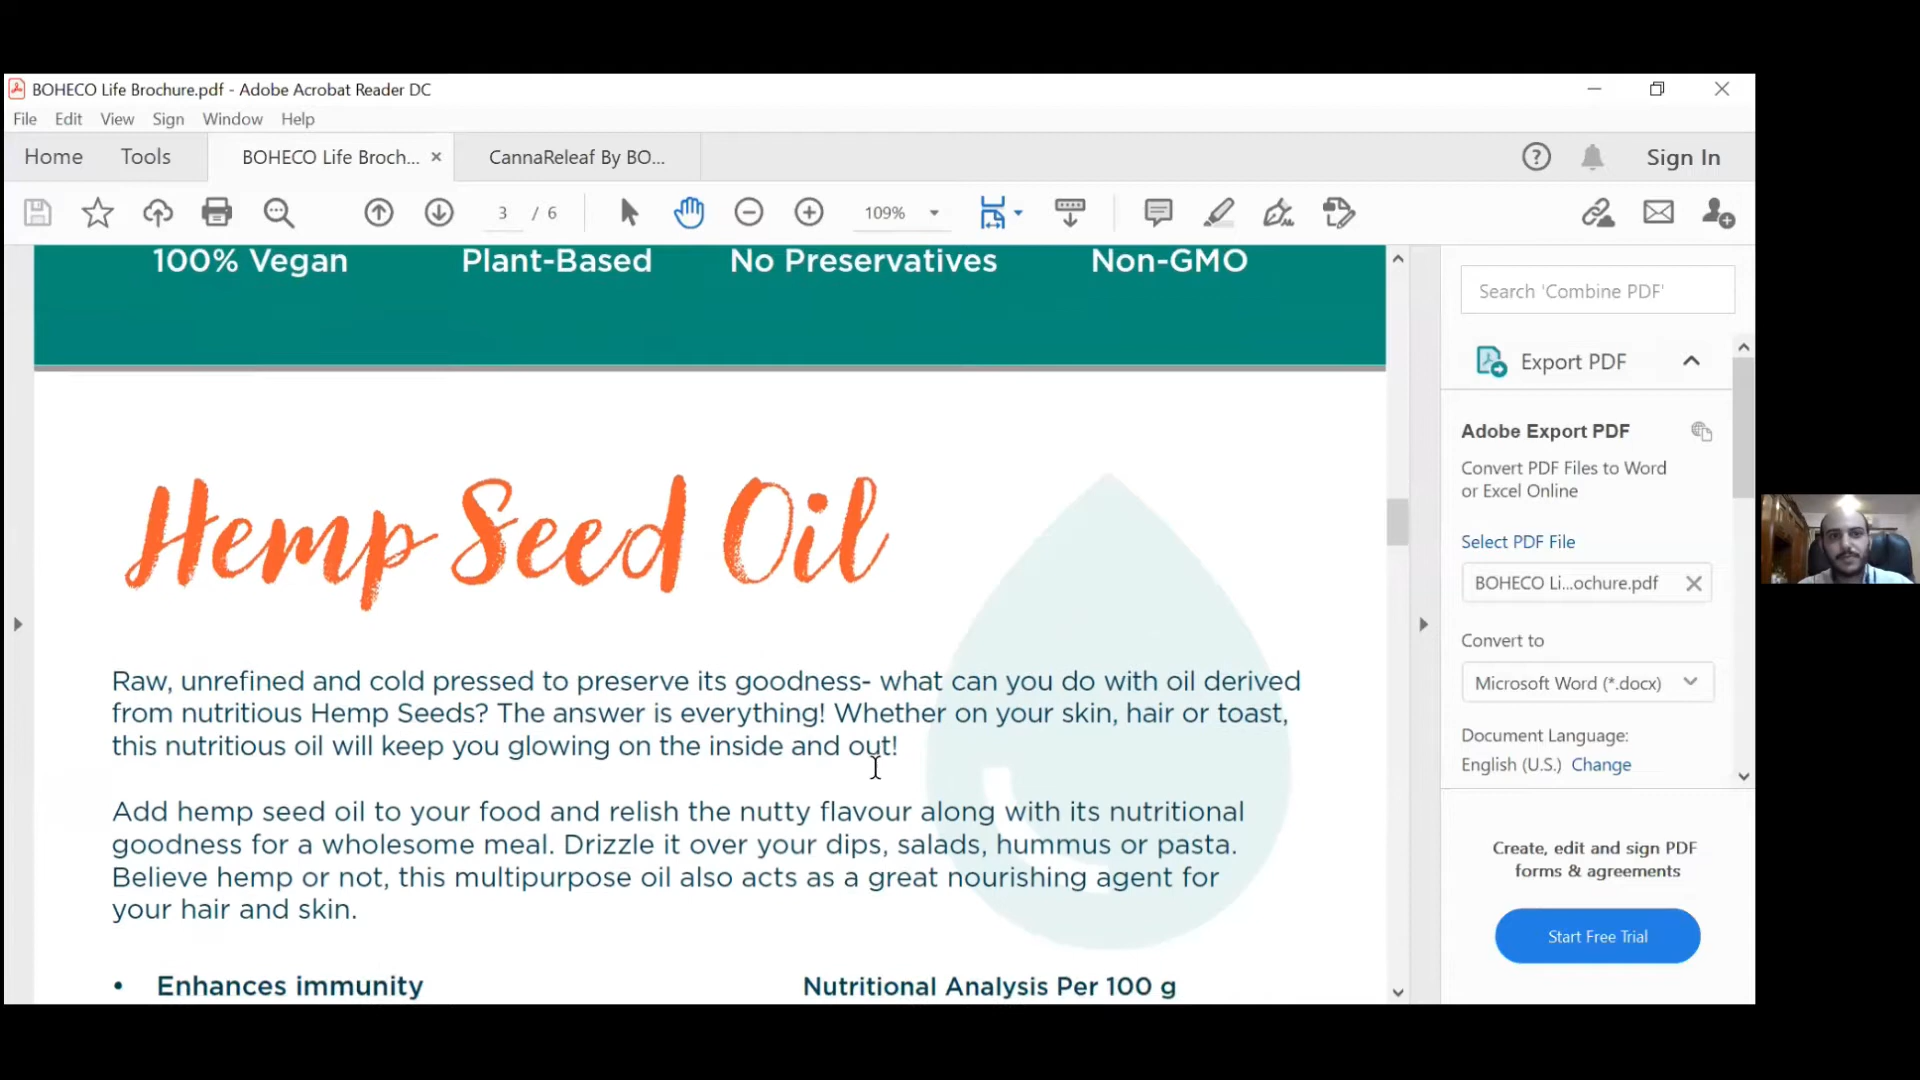 BOHECO Life Brochure.pdf - Adobe Acrobat Reader DC
File Edit View Sign Window Help
Home Tools BOHECO Life Broch... × CannaReleaf By BO... Sign In
3 / 6 109%
100% Vegan Plant-Based No Preservatives Non-GMO
Hemp Seed Oil
Raw, unrefined and cold pressed to preserve its goodness- what can you do with oil derived
from nutritious Hemp Seeds? The answer is everything! Whether on your skin, hair or toast,
this nutritious oil will keep you glowing on the inside and out!
Add hemp seed oil to your food and relish the nutty flavour along with its nutritional
goodness for a wholesome meal. Drizzle it over your dips, salads, hummus or pasta.
Believe hemp or not, this multipurpose oil also acts as a great nourishing agent for
your hair and skin.
• Enhances immunity
Nutritional Analysis Per 100 g
Search 'Combine PDF'
Export PDF
Adobe Export PDF
Convert PDF Files to Word
or Excel Online
Select PDF File
BOHECO Li...ochure.pdf
Convert to
Microsoft Word (*.docx)
Document Language:
English (U.S.) Change
Create, edit and sign PDF
forms & agreements
Start Free Trial